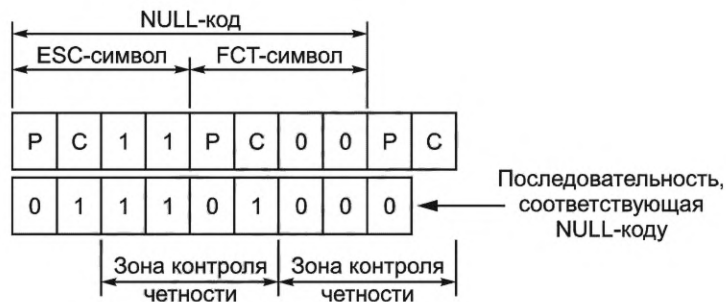 NULL-код
ESC-символ FCT-символ
P C 1 1 P C 0 0 P C
0 1 1 1 0 1 0 0 0
Последовательность,
соответствующая
NULL-коду
Зона контроля Зона контроля
четности четности